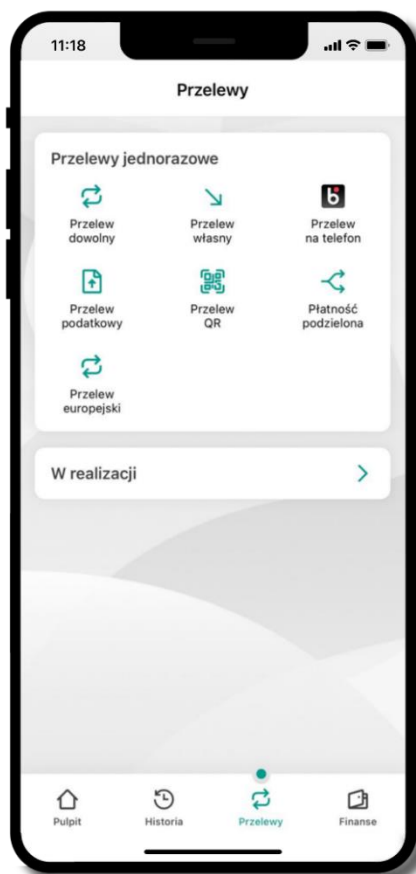 11:18
Przelewy
Przelewy jednorazowe
Przelew
dowolny
Przelew
własny
Przelew
na telefon
Przelew
podatkowy
Przelew
QR
Płatność
podzielona
Przelew
europejski
W realizacji
Pulpit
Historia
Przelewy
Finanse